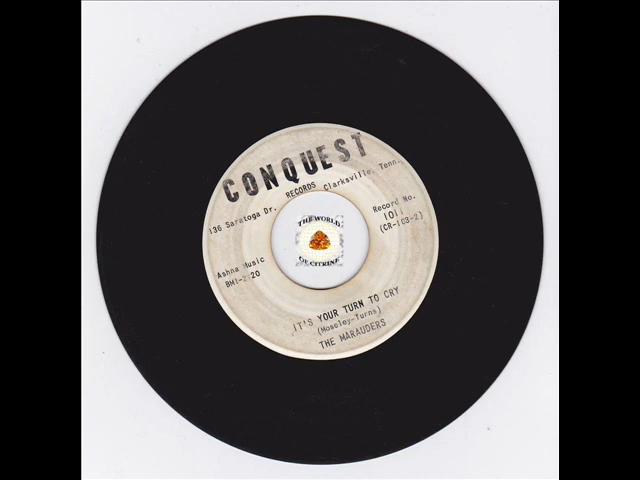 CONQUEST
RECORDS
136 Saratoga Dr. Clarksville, Tenn.
Record No.
1011
(CR-103-2)
Ashna Music
BMI-2:20
THE WORLD
OF CITRINE
IT'S YOUR TURN TO CRY
(Moseley-Turns)
THE MARAUDERS